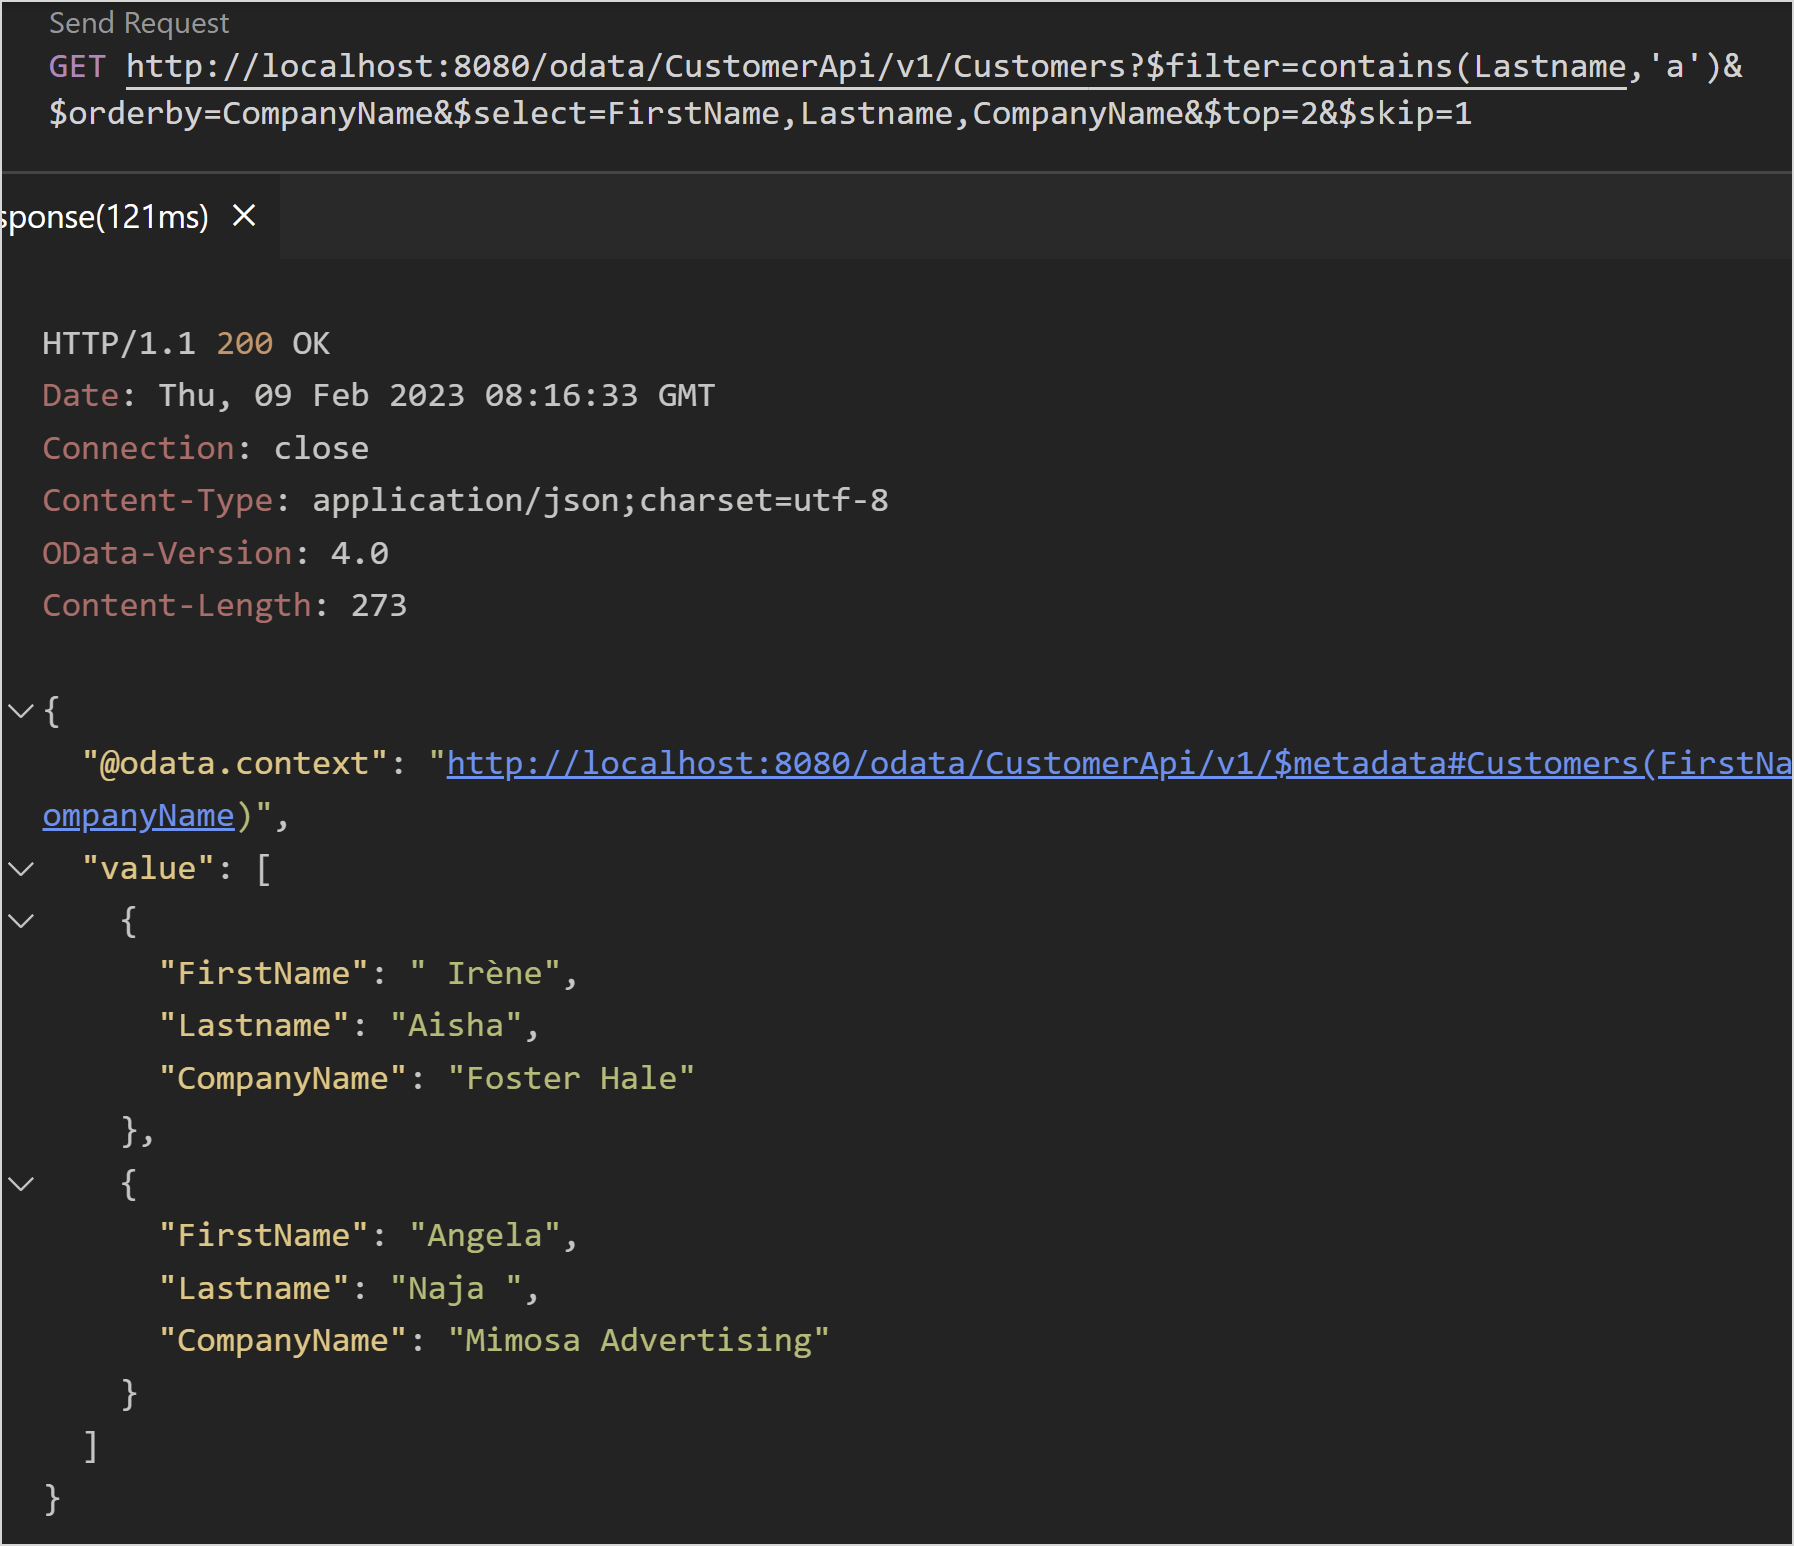 Send Request
GET http://localhost:8080/odata/CustomerApi/v1/Customers?$filter=contains(Lastname,'a')&
$orderby=CompanyName&$select=FirstName,Lastname,CompanyName&$top=2&$skip=1
sponse(121ms)
HTTP/1.1 200 OK
Date: Thu, 09 Feb 2023 08:16:33 GMT
Connection: close
Content-Type: application/json;charset=utf-8
OData-Version: 4.0
Content-Length: 273
{
"@odata.context": "http://localhost:8080/odata/CustomerApi/v1/$metadata#Customers(FirstNa
ompanyName)",
"value": [
{
"FirstName": " Irène",
"Lastname": "Aisha",
"CompanyName": "Foster Hale"
},
{
"FirstName": "Angela",
"Lastname": "Naja ",
"CompanyName": "Mimosa Advertising"
}
]
}